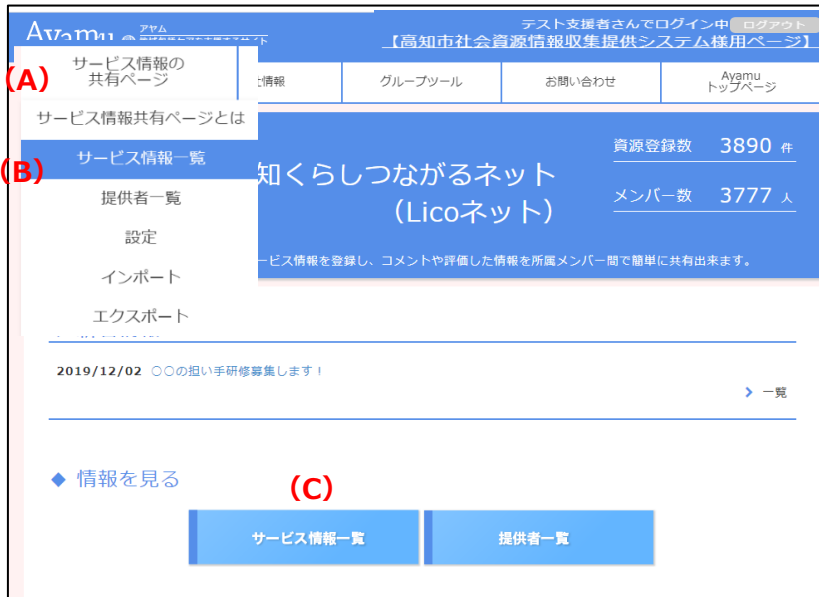 Ayamu アヤム
テスト支援者さんでログイン中 ログアウト
【高知市社会資源情報収集提供システム様用ページ】
(A)
サービス情報の
共有ページ
情報
グループツール
お問い合わせ
Ayamu
トップページ
サービス情報共有ページとは
(B)
サービス情報一覧
提供者一覧
設定
インポート
エクスポート
知くらしつながるネット
（Licoネット）
資源登録数 3890 件
メンバー数 3777 人
ービス情報を登録し、コメントや評価した情報を所属メンバー間で簡単に共有出来ます。
2019/12/02 〇〇の担い手研修募集します！
> 一覧
◆ 情報を見る
(C)
サービス情報一覧
提供者一覧